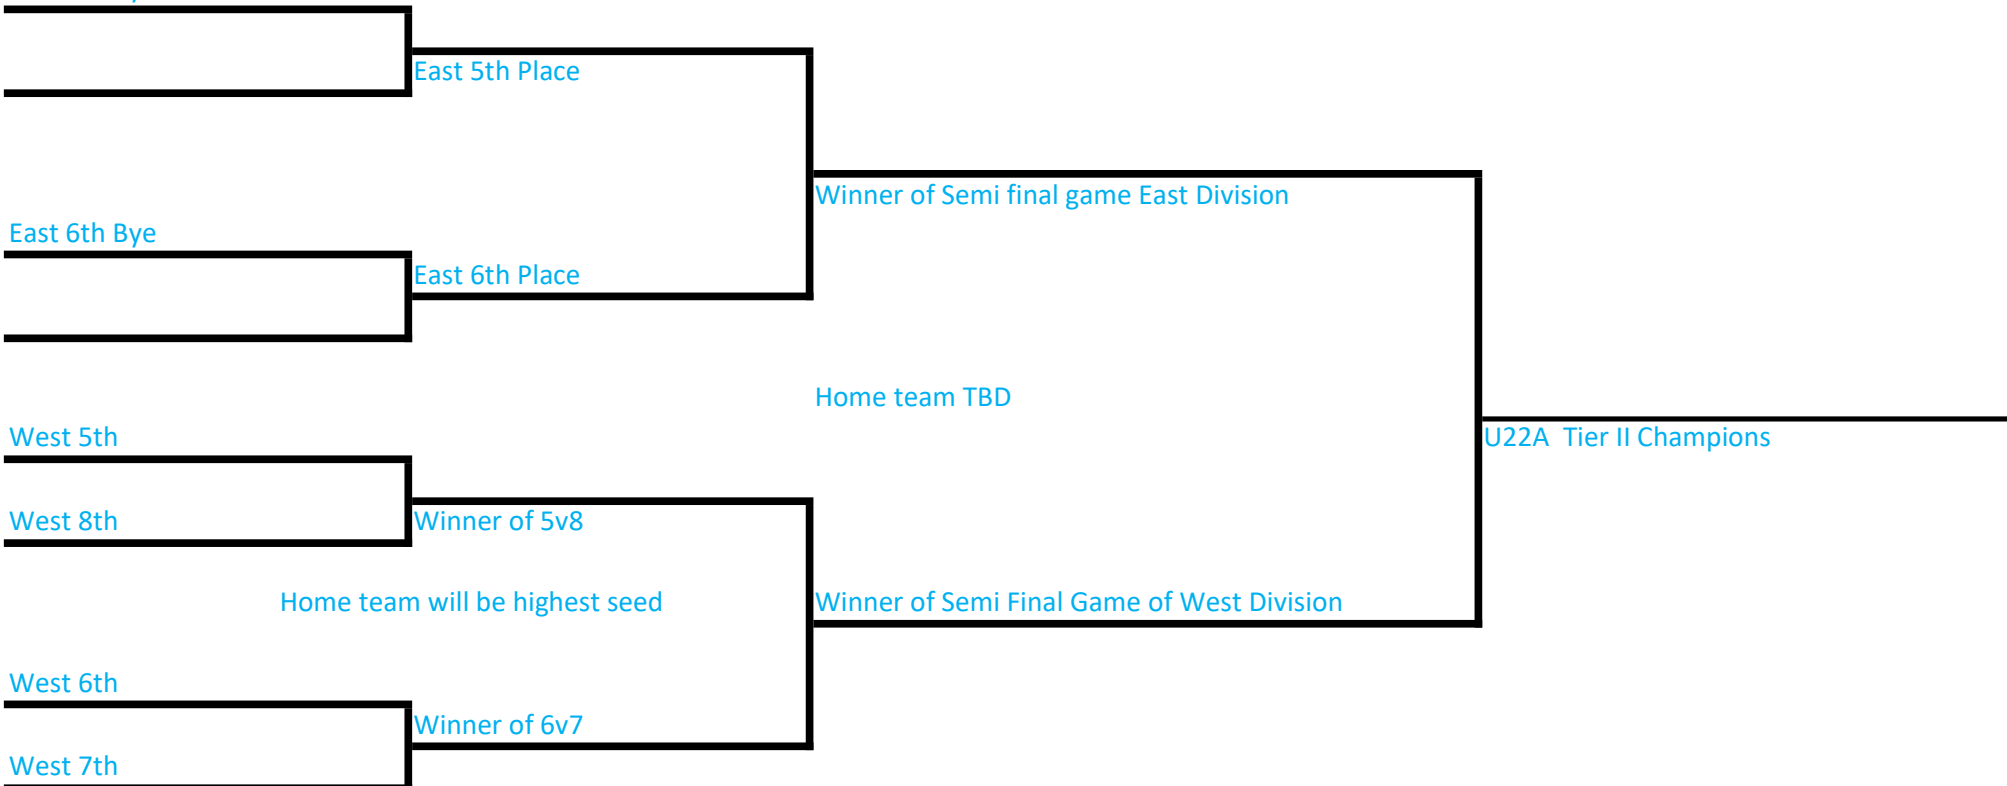 East 5th Place
Winner of Semi final game East Division
East 6th Bye
East 6th Place
Home team TBD
West 5th
U22A  Tier II Champions
West 8th
Winner of 5v8
Home team will be highest seed
Winner of Semi Final Game of West Division
West 6th
Winner of 6v7
West 7th